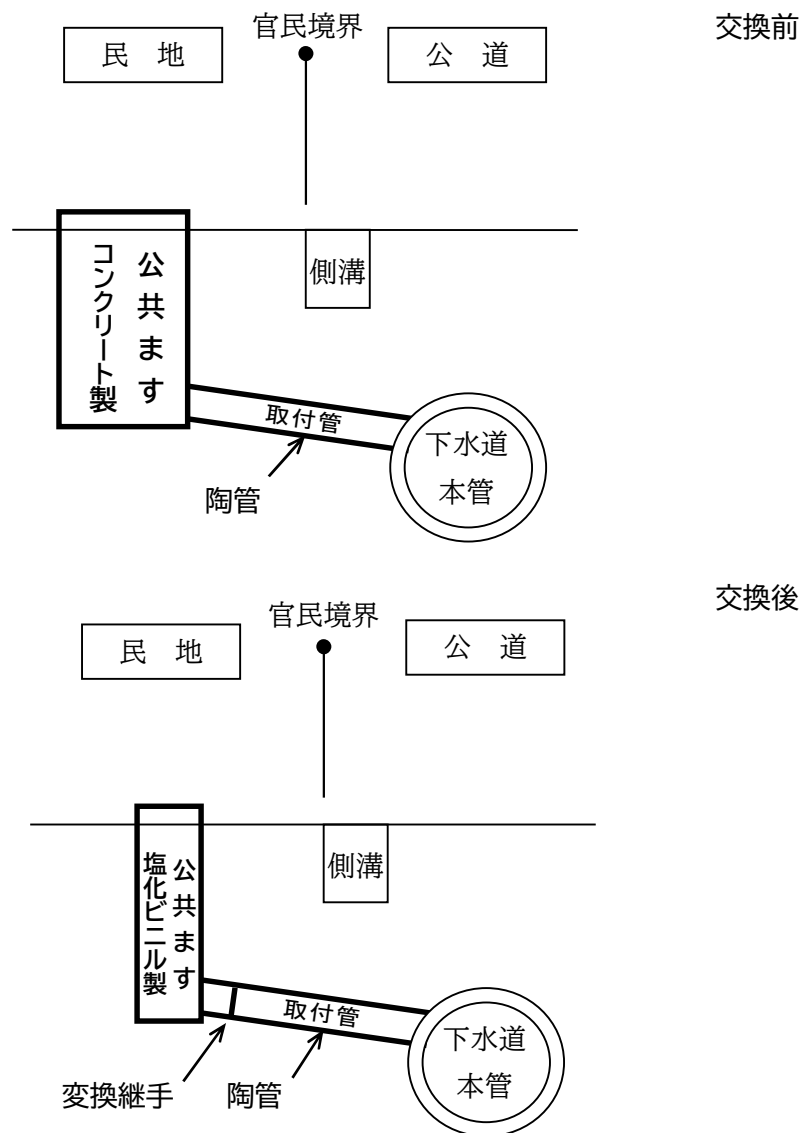 交換前
官民境界
民 地
公 道
側溝
公共ます
コンクリート製
取付管
下水道
本管
陶管
交換後
官民境界
民 地
公 道
側溝
公共ます
塩化ビニル製
取付管
下水道
本管
変換継手
陶管